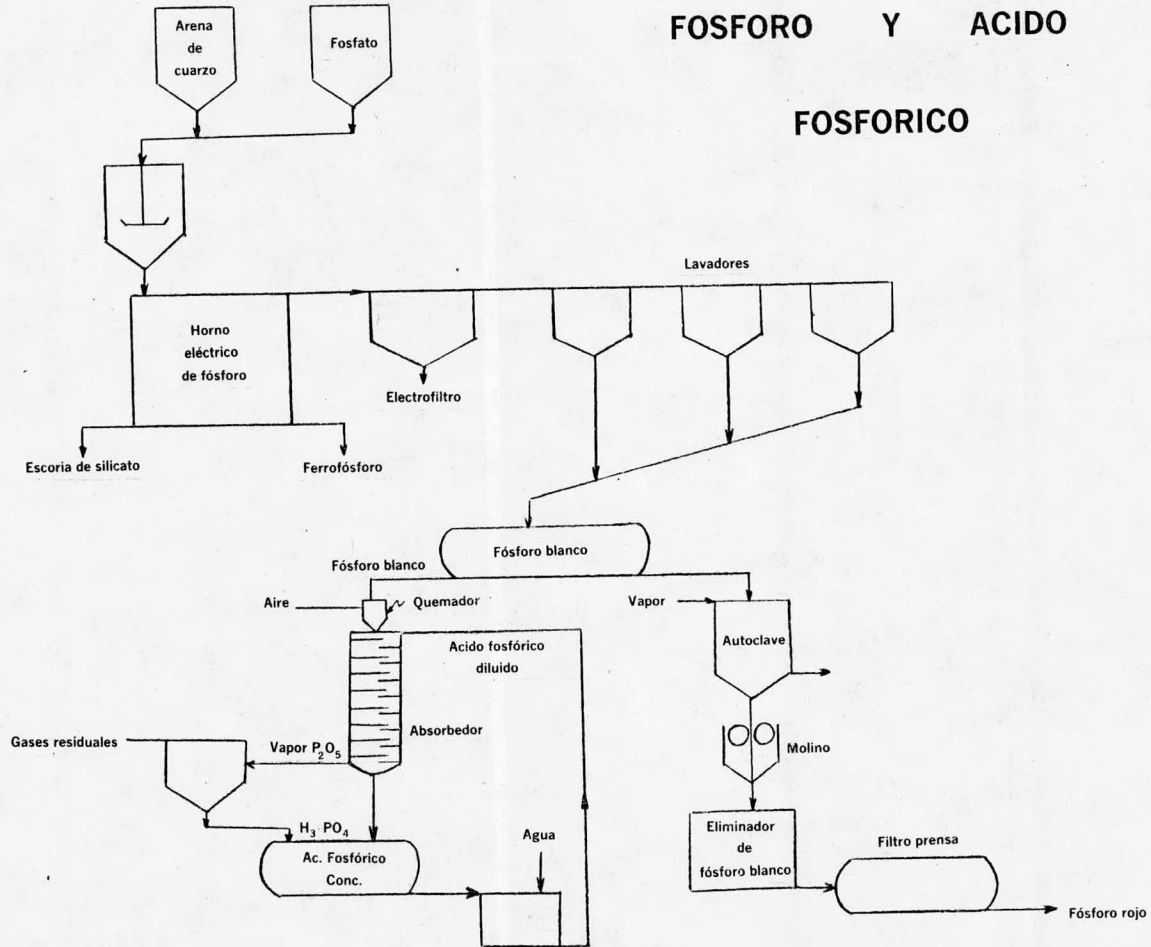 FOSFORO Y ACIDO
FOSFORICO
Arena
de
cuarzo
Fosfato
Lavadores
Horno
eléctrico
de fósforo
Electrofiltro
Escoria de silicato
Ferrofósforo
Fósforo blanco
Fósforo blanco
Aire
Quemador
Vapor
Autoclave
Acido fosfórico
diluido
Absorbedor
Gases residuales
Vapor P2O5
Molino
H3 PO4
Ac. Fosfórico
Conc.
Agua
Eliminador
de
fósforo blanco
Filtro prensa
Fósforo rojo